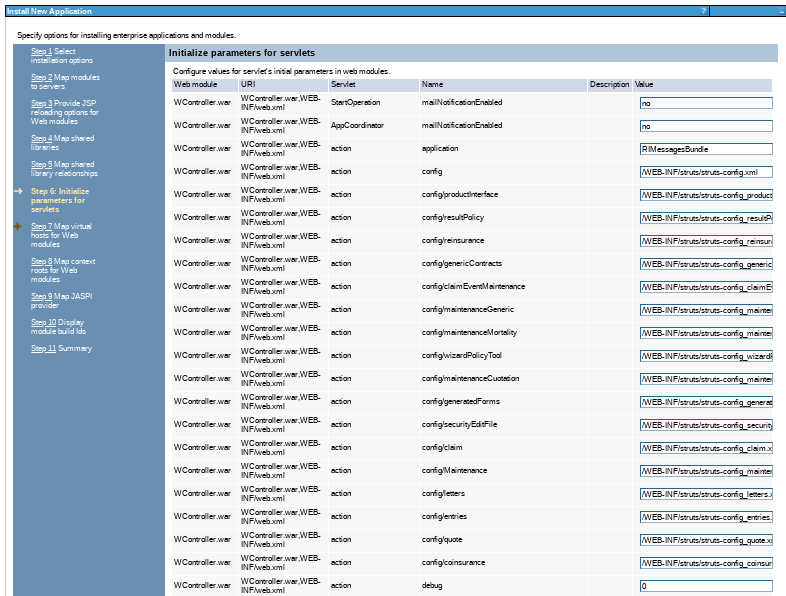 Install New Application
?
–
Specify options for installing enterprise applications and modules.
Step 1 Select
installation options
Step 2 Map modules
to servers
Step 3 Provide JSP
reloading options for
Web modules
Step 4 Map shared
libraries
Step 5 Map shared
library relationships
Step 6: Initialize
parameters for
servlets
Step 7 Map virtual
hosts for Web
modules
Step 8 Map context
roots for Web
modules
Step 9 Map JASPI
provider
Step 10 Display
module build Ids
Step 11 Summary
Initialize parameters for servlets
Configure values for servlet's initial parameters in web modules.
Web module URI Servlet Name Description Value
WController.war WController.war,WEB-INF/web.xml StartOperation mailNotificationEnabled no
WController.war WController.war,WEB-INF/web.xml AppCoordinator mailNotificationEnabled no
WController.war WController.war,WEB-INF/web.xml action application RIMessagesBundle
WController.war WController.war,WEB-INF/web.xml action config /WEB-INF/struts/struts-config.xml
WController.war WController.war,WEB-INF/web.xml action config/productInterface /WEB-INF/struts/struts-config_product
WController.war WController.war,WEB-INF/web.xml action config/resultPolicy /WEB-INF/struts/struts-config_resultP
WController.war WController.war,WEB-INF/web.xml action config/reinsurance /WEB-INF/struts/struts-config_reinsur
WController.war WController.war,WEB-INF/web.xml action config/genericContracts /WEB-INF/struts/struts-config_generic
WController.war WController.war,WEB-INF/web.xml action config/claimEventMaintenance /WEB-INF/struts/struts-config_claimE
WController.war WController.war,WEB-INF/web.xml action config/maintenanceGeneric /WEB-INF/struts/struts-config_mainten
WController.war WController.war,WEB-INF/web.xml action config/maintenanceMortality /WEB-INF/struts/struts-config_mainten
WController.war WController.war,WEB-INF/web.xml action config/wizardPolicyTool /WEB-INF/struts/struts-config_wizard
WController.war WController.war,WEB-INF/web.xml action config/maintenanceCuotation /WEB-INF/struts/struts-config_mainten
WController.war WController.war,WEB-INF/web.xml action config/generatedForms /WEB-INF/struts/struts-config_generat
WController.war WController.war,WEB-INF/web.xml action config/securityEditFile /WEB-INF/struts/struts-config_security
WController.war WController.war,WEB-INF/web.xml action config/claim /WEB-INF/struts/struts-config_claim.x
WController.war WController.war,WEB-INF/web.xml action config/Maintenance /WEB-INF/struts/struts-config_mainten
WController.war WController.war,WEB-INF/web.xml action config/letters /WEB-INF/struts/struts-config_letters.x
WController.war WController.war,WEB-INF/web.xml action config/entries /WEB-INF/struts/struts-config_entries.
WController.war WController.war,WEB-INF/web.xml action config/quote /WEB-INF/struts/struts-config_quote.x
WController.war WController.war,WEB-INF/web.xml action config/coinsurance /WEB-INF/struts/struts-config_coinsur
WController.war WController.war,WEB-INF/web.xml action debug 0